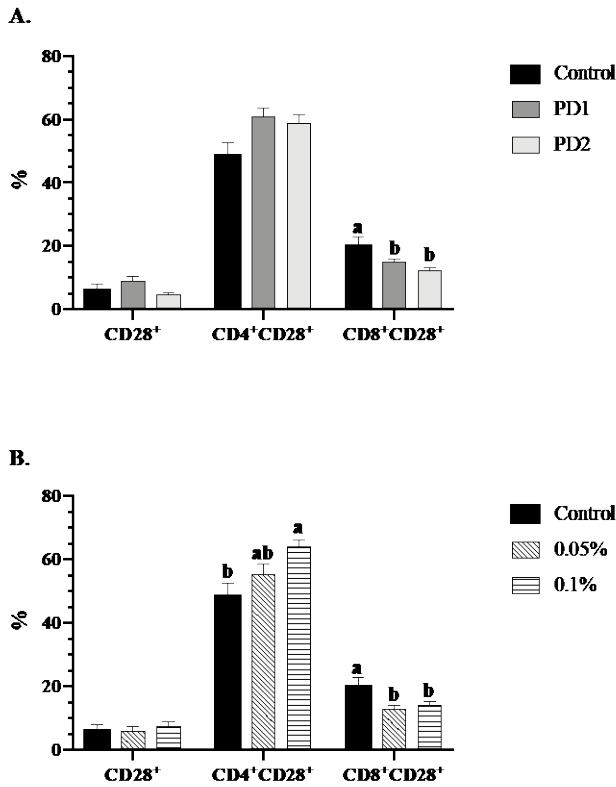 A.
80
60
40
20
0
%
a
b
b
CD28⁺
CD4⁺CD28⁺
CD8⁺CD28⁺
Control
PD1
PD2
B.
80
60
40
20
0
%
b
ab
a
a
b
b
CD28⁺
CD4⁺CD28⁺
CD8⁺CD28⁺
Control
0.05%
0.1%